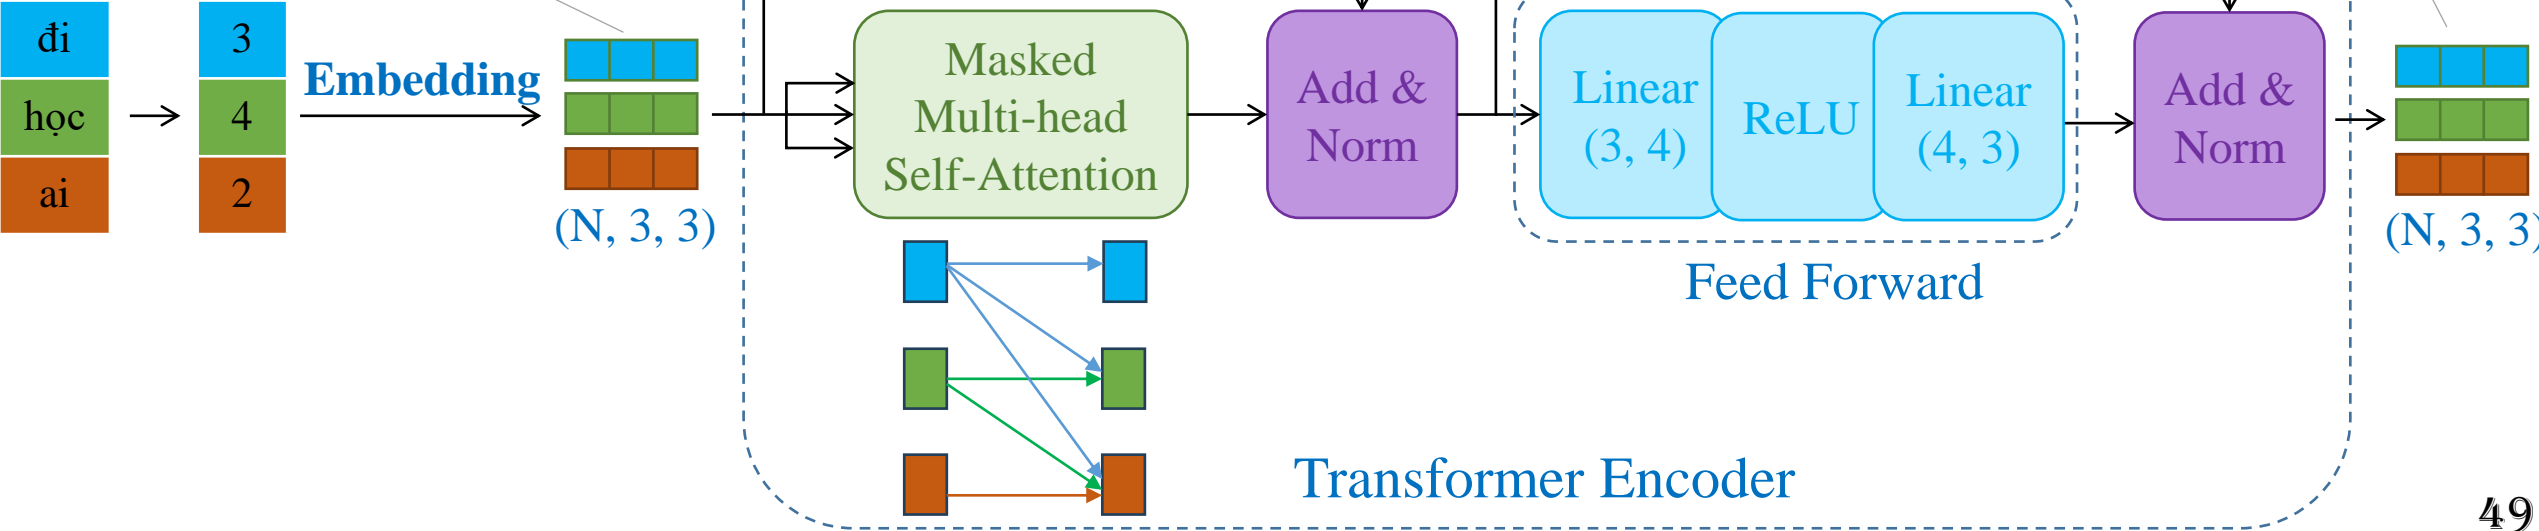 đi
học
ai
3
4
2
Embedding
(N, 3, 3)
Masked
Multi-head
Self-Attention
Add &
Norm
Linear
(3, 4)
ReLU
Linear
(4, 3)
Feed Forward
Add &
Norm
(N, 3, 3)
Transformer Encoder
49